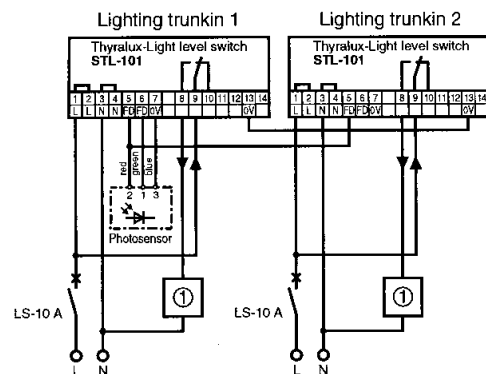 Lighting trunkin 1
Lighting trunkin 2
Thyralux-Light level switch
STL-101
Thyralux-Light level switch
STL-101
1 2 3 4 5 6 7 8 9 10 11 12 13 14
1 2 3 4 5 6 7 8 9 10 11 12 13 14
L L N N FD FD 0V 0V
L L N N FD FD 0V 0V
red
green
blue
2 1 3
Photosensor
LS-10 A
1
LS-10 A
1
L N
L N